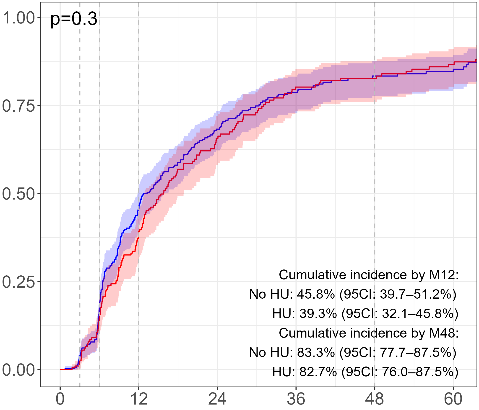 1.00
p=0.3
0.75
0.50
0.25
0.00
Cumulative incidence by M12:
No HU: 45.8% (95CI: 39.7–51.2%)
HU: 39.3% (95CI: 32.1–45.8%)
Cumulative incidence by M48:
No HU: 83.3% (95CI: 77.7–87.5%)
HU: 82.7% (95CI: 76.0–87.5%)
0 12 24 36 48 60